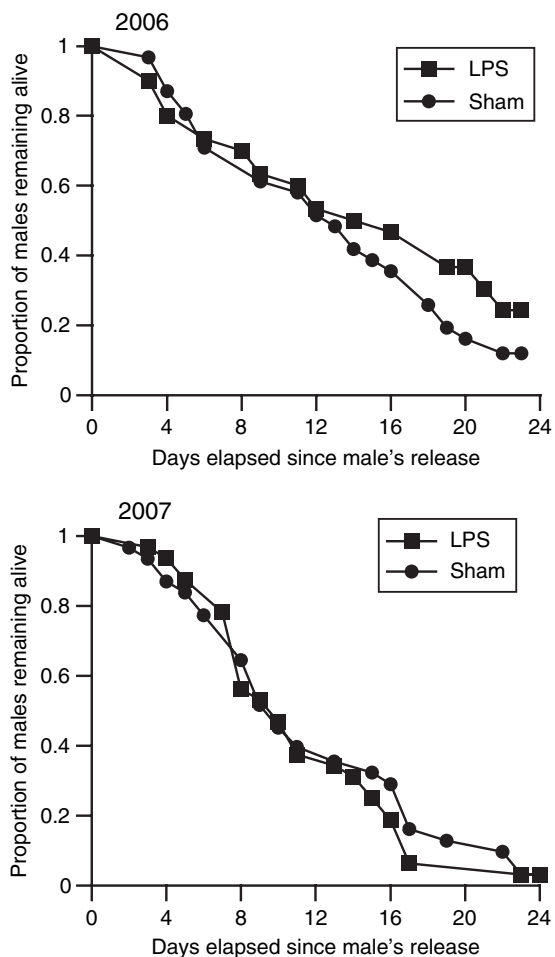 2006
1
0.8
0.6
0.4
0.2
0
0 4 8 12 16 20 24
LPS
Sham
Proportion of males remaining alive
Days elapsed since male's release
2007
1
0.8
0.6
0.4
0.2
0
0 4 8 12 16 20 24
LPS
Sham
Proportion of males remaining alive
Days elapsed since male's release